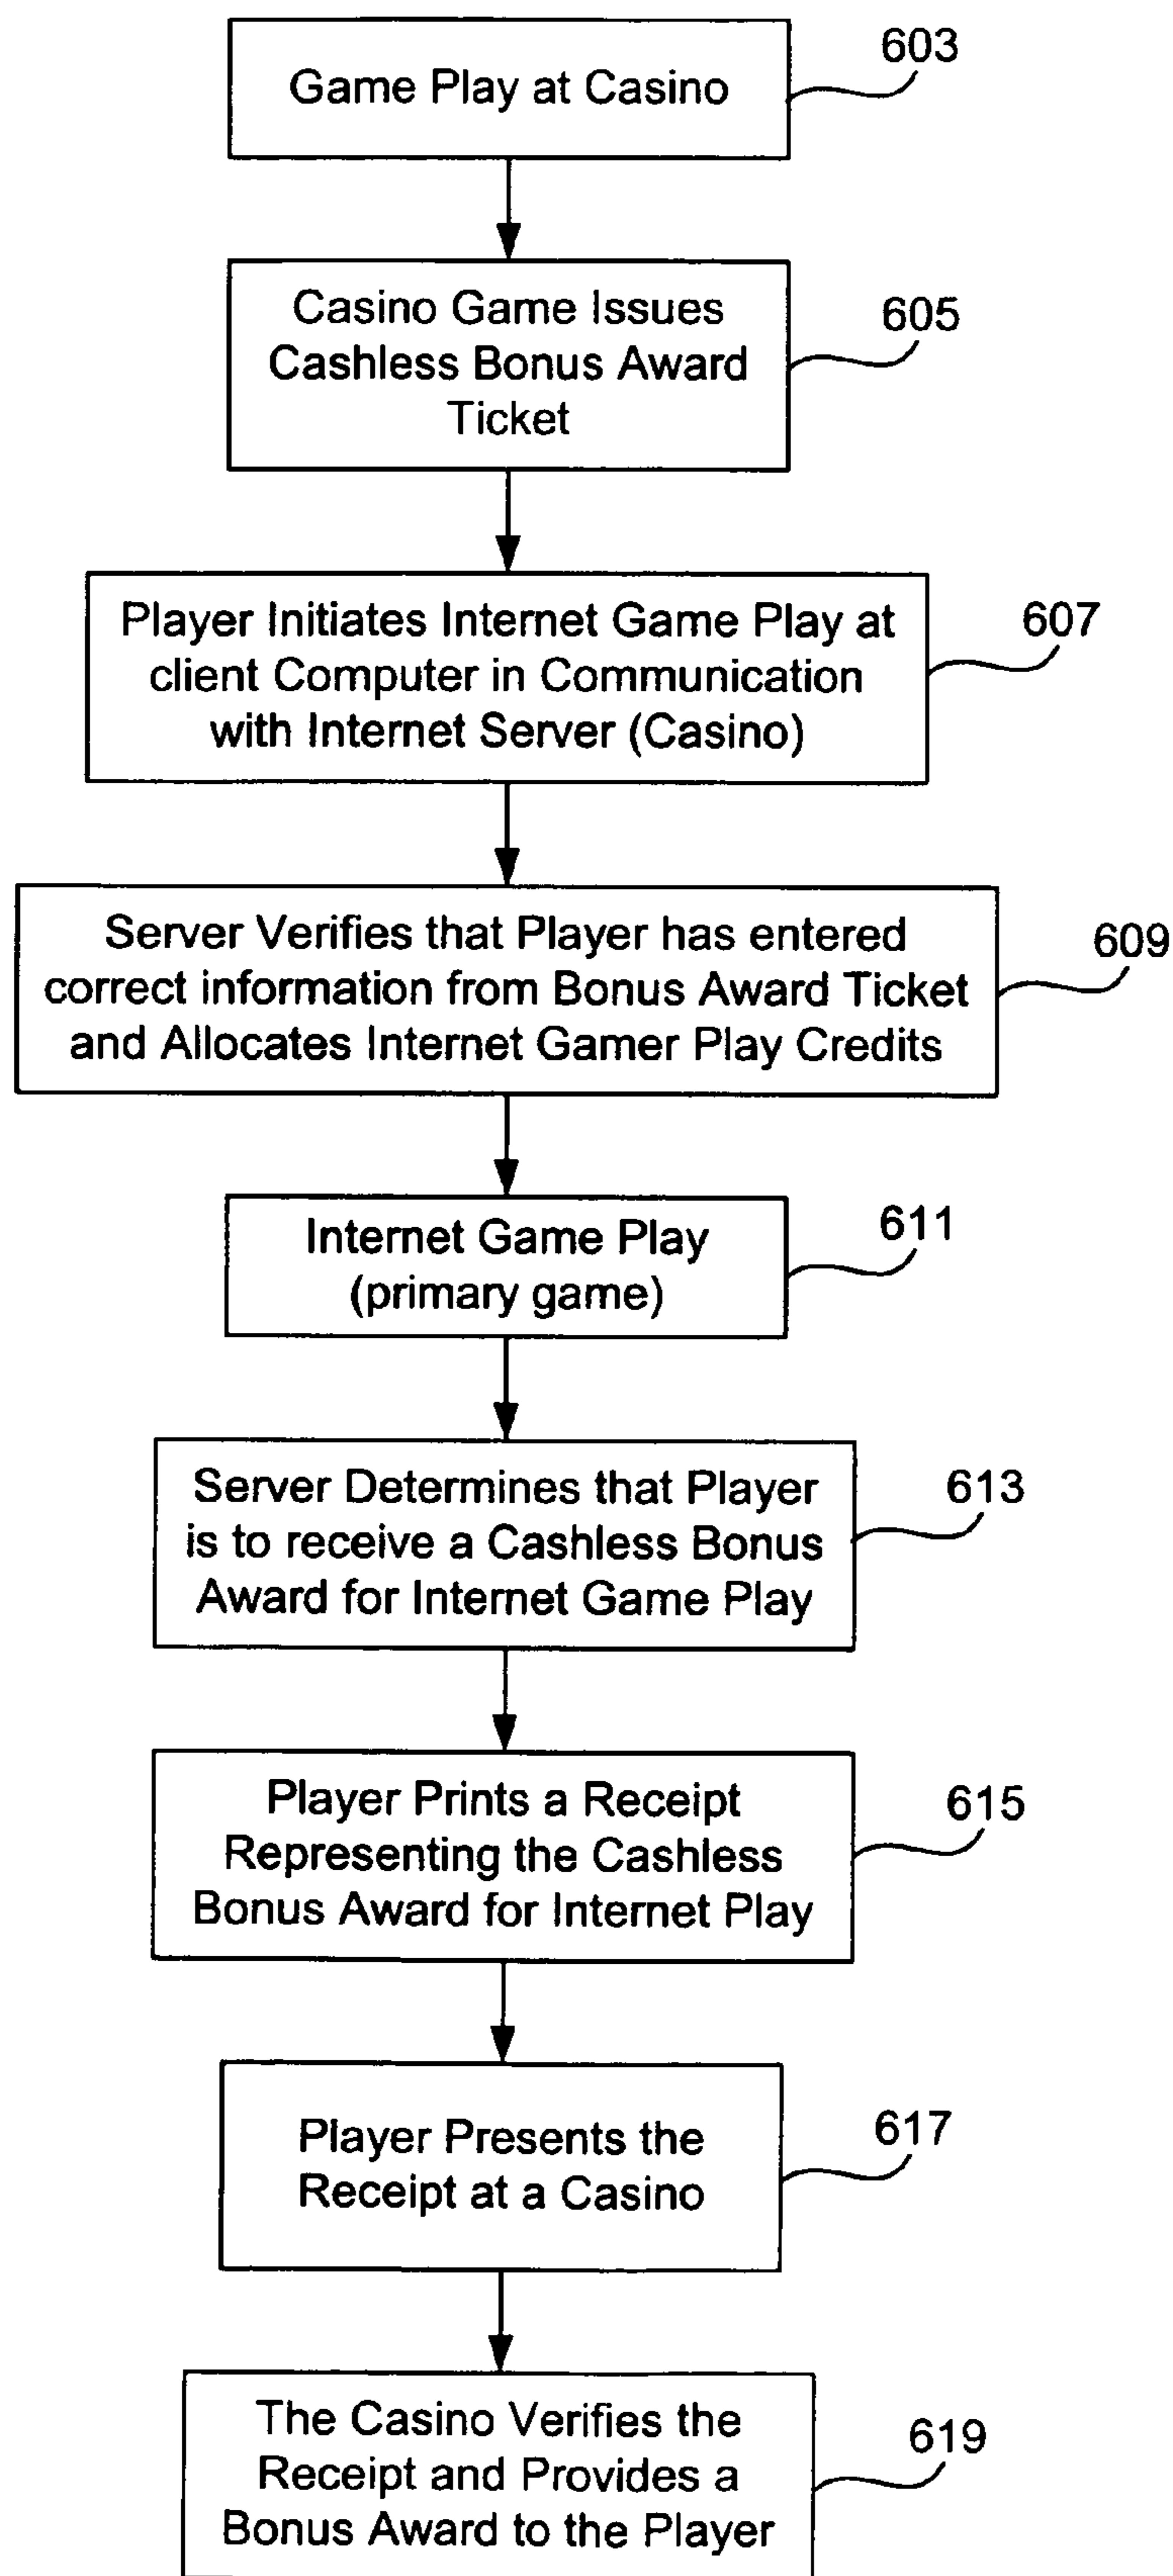 Game Play at Casino
603
Casino Game Issues
Cashless Bonus Award
Ticket
605
Player Initiates Internet Game Play at
client Computer in Communication
with Internet Server (Casino)
607
Server Verifies that Player has entered
correct information from Bonus Award Ticket
and Allocates Internet Gamer Play Credits
609
Internet Game Play
(primary game)
611
Server Determines that Player
is to receive a Cashless Bonus
Award for Internet Game Play
613
Player Prints a Receipt
Representing the Cashless
Bonus Award for Internet Play
615
Player Presents the
Receipt at a Casino
617
The Casino Verifies the
Receipt and Provides a
Bonus Award to the Player
619